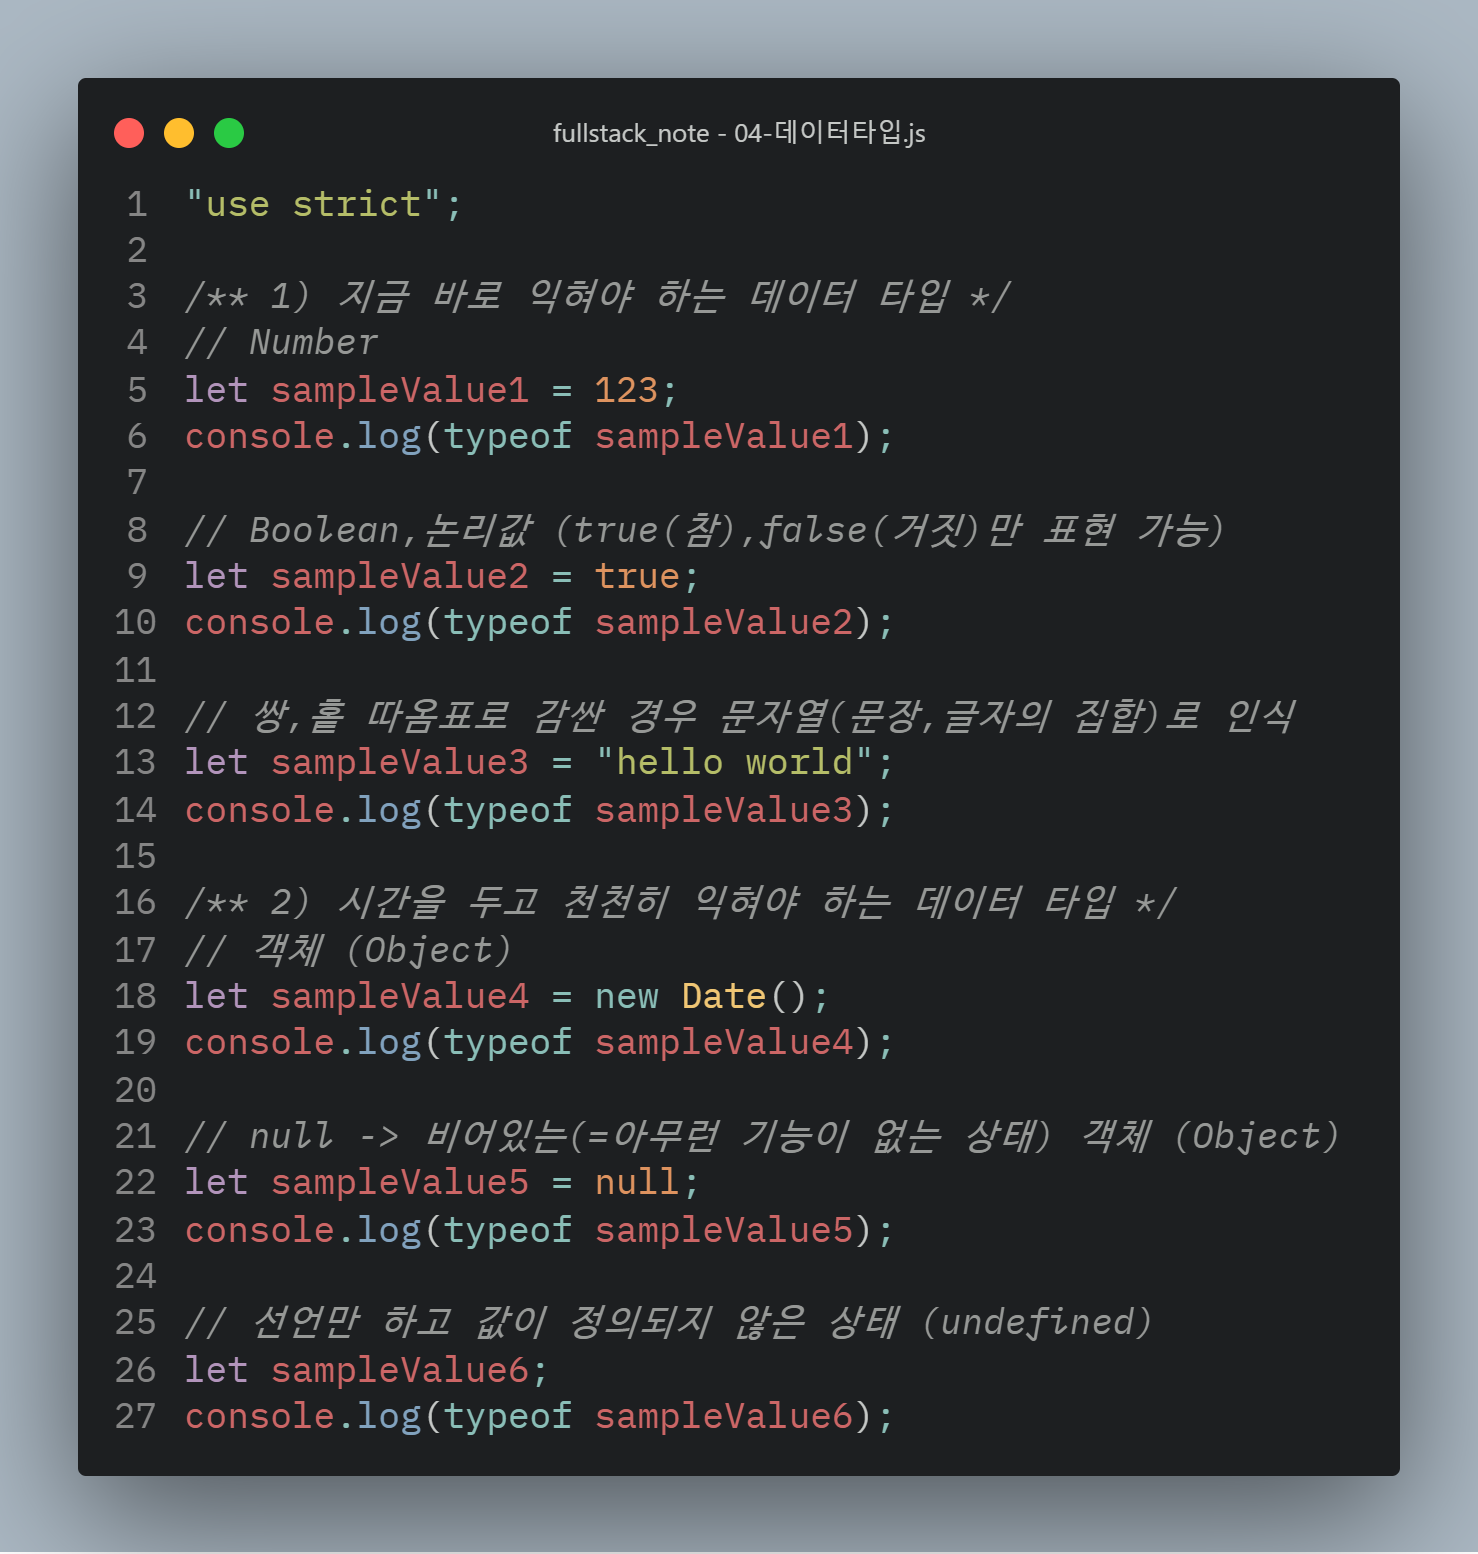 fullstack_note - 04-데이터타입.js
1 "use strict";
2
3 /** 1) 지금 바로 익혀야 하는 데이터 타입 */
4 // Number
5 let sampleValue1 = 123;
6 console.log(typeof sampleValue1);
7
8 // Boolean,논리값 (true(참),false(거짓)만 표현 가능)
9 let sampleValue2 = true;
10 console.log(typeof sampleValue2);
11
12 // 쌍,홑 따옴표로 감싼 경우 문자열(문장,글자의 집합)로 인식
13 let sampleValue3 = "hello world";
14 console.log(typeof sampleValue3);
15
16 /** 2) 시간을 두고 천천히 익혀야 하는 데이터 타입 */
17 // 객체 (Object)
18 let sampleValue4 = new Date();
19 console.log(typeof sampleValue4);
20
21 // null -> 비어있는(=아무런 기능이 없는 상태) 객체 (Object)
22 let sampleValue5 = null;
23 console.log(typeof sampleValue5);
24
25 // 선언만 하고 값이 정의되지 않은 상태 (undefined)
26 let sampleValue6;
27 console.log(typeof sampleValue6);